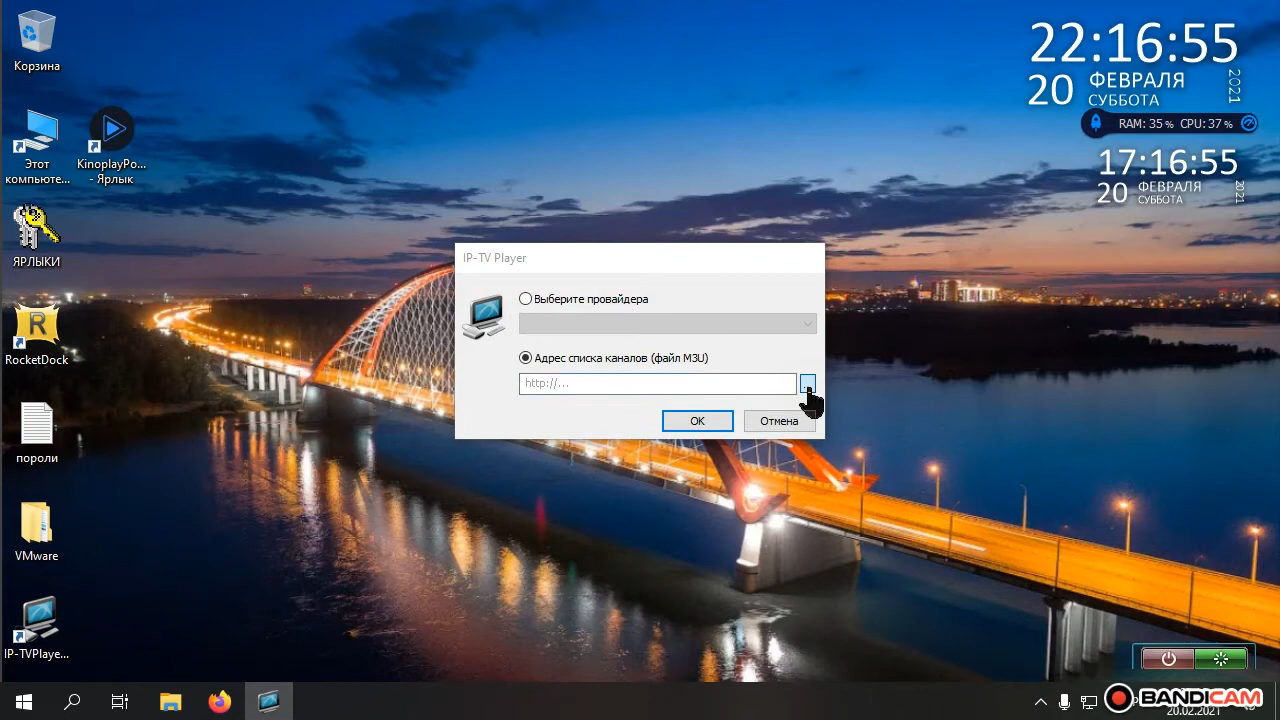 Корзина
Этот
компьюте...
KinoplayPo...
- Ярлык
ЯРЛЫКИ
RocketDock
R
пороли
VMware
IP-TVPlaye...
22:16:55
20
ФЕВРАЛЯ
СУББОТА
2021
RAM: 35 % CPU: 37 %
17:16:55
20
ФЕВРАЛЯ
СУББОТА
2021
IP-TV Player
Выберите провайдера
Адрес списка каналов (файл M3U)
http://...
OK
Отмена
BANDICAM
20.02.2021